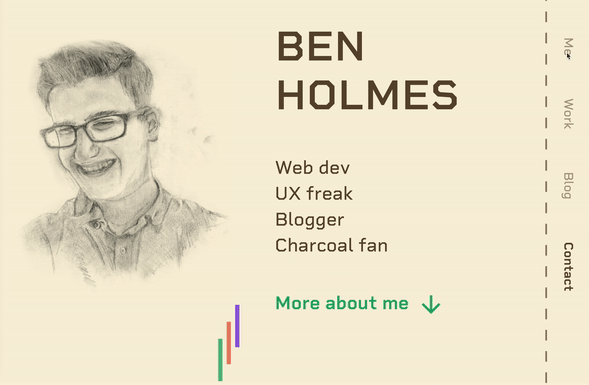 BEN
HOLMES
Web dev
UX freak
Blogger
Charcoal fan
More about me
Me
Work
Blog
Contact